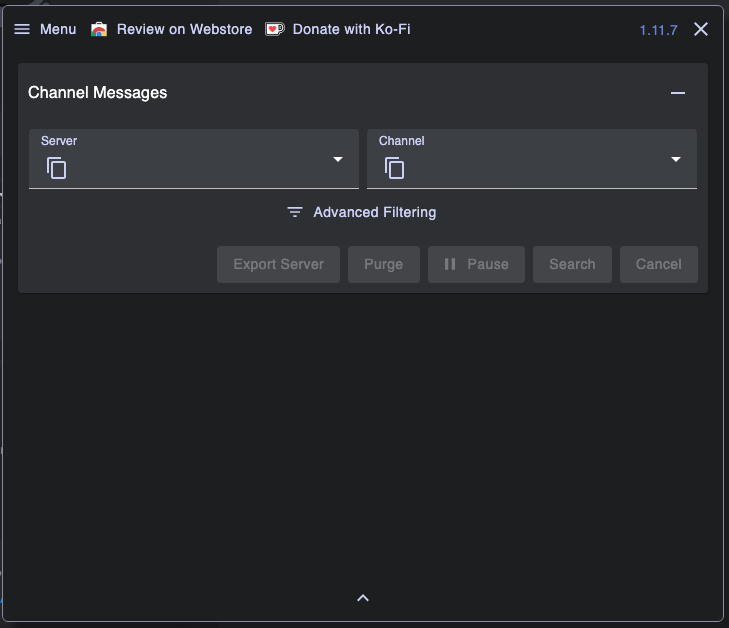 Menu Review on Webstore Donate with Ko-Fi 1.11.7
Channel Messages
Server Channel
Advanced Filtering
Export Server Purge Pause Search Cancel